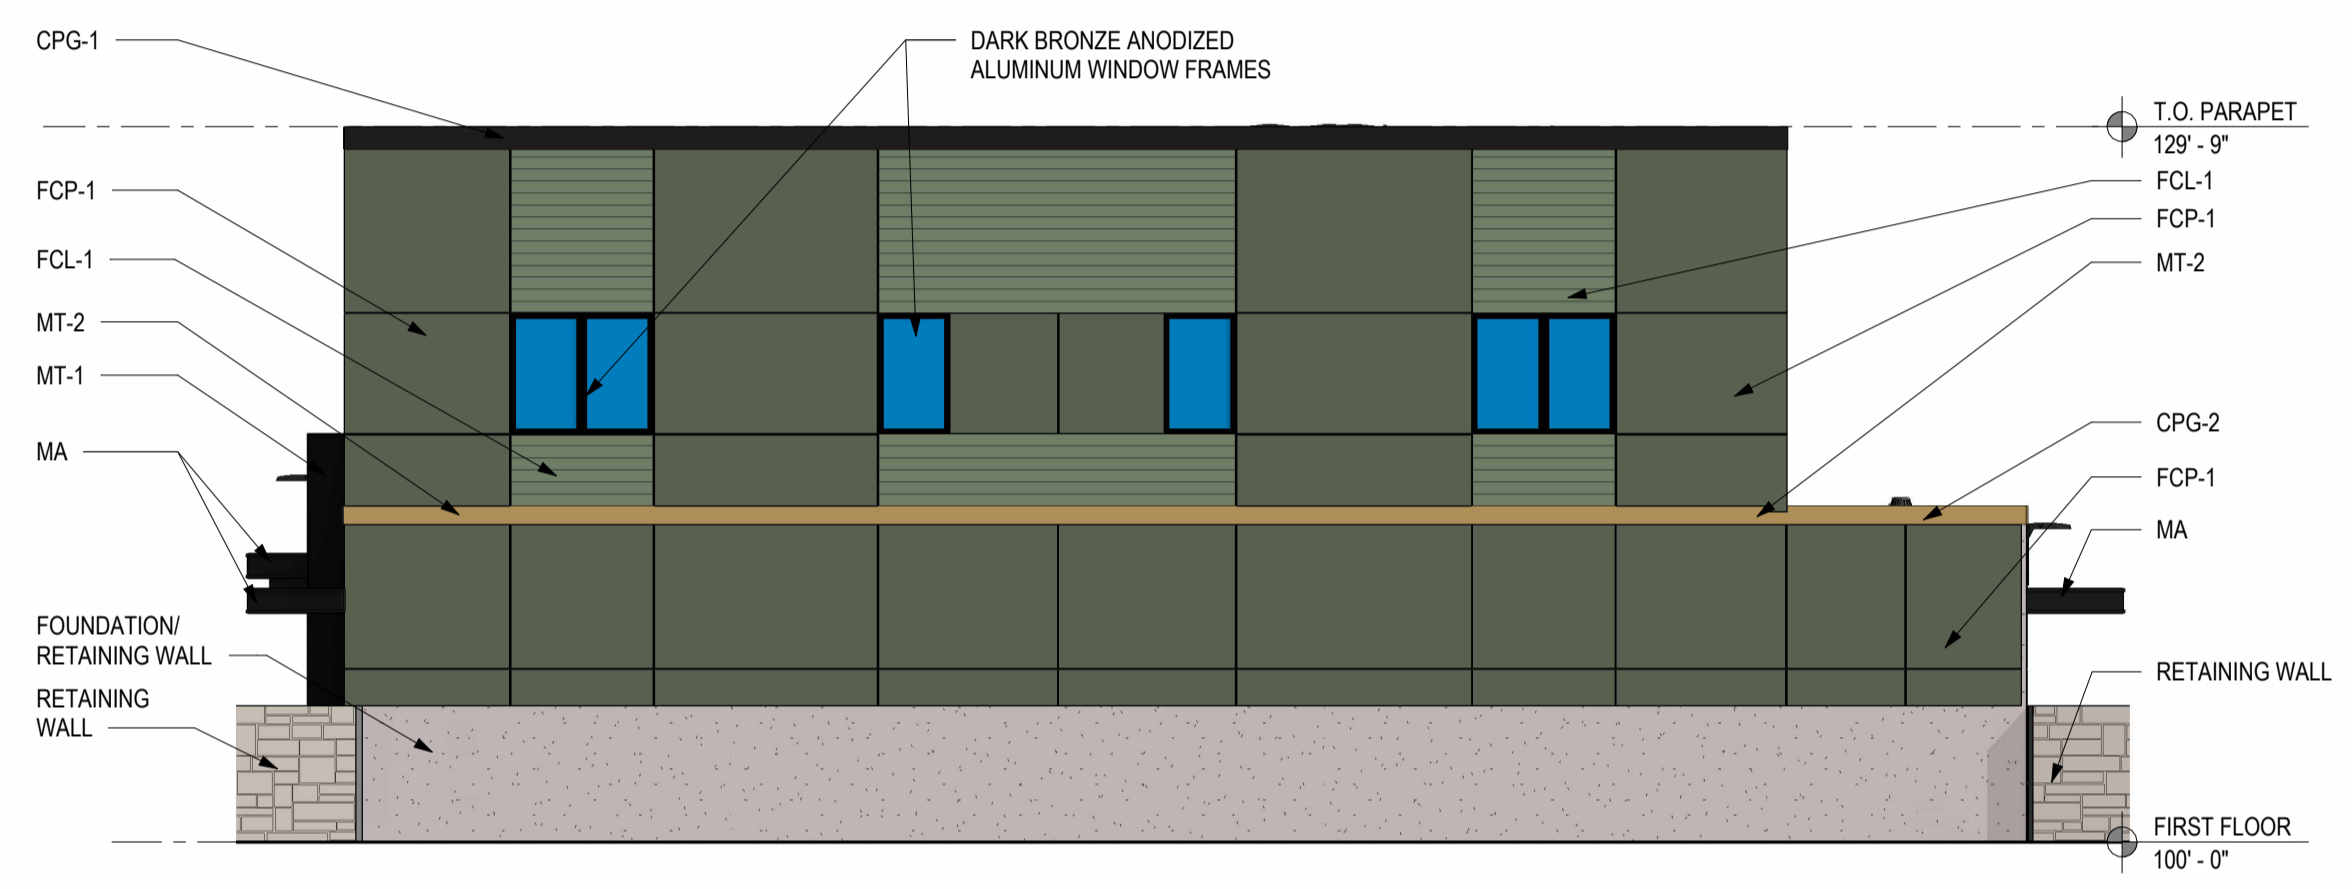 CPG-1
DARK BRONZE ANODIZED
ALUMINUM WINDOW FRAMES
T.O. PARAPET
129' - 9"
FCP-1
FCL-1
MT-2
MT-1
MA
FOUNDATION/
RETAINING WALL
RETAINING
WALL
FCL-1
FCP-1
MT-2
CPG-2
FCP-1
MA
RETAINING WALL
FIRST FLOOR
100' - 0"